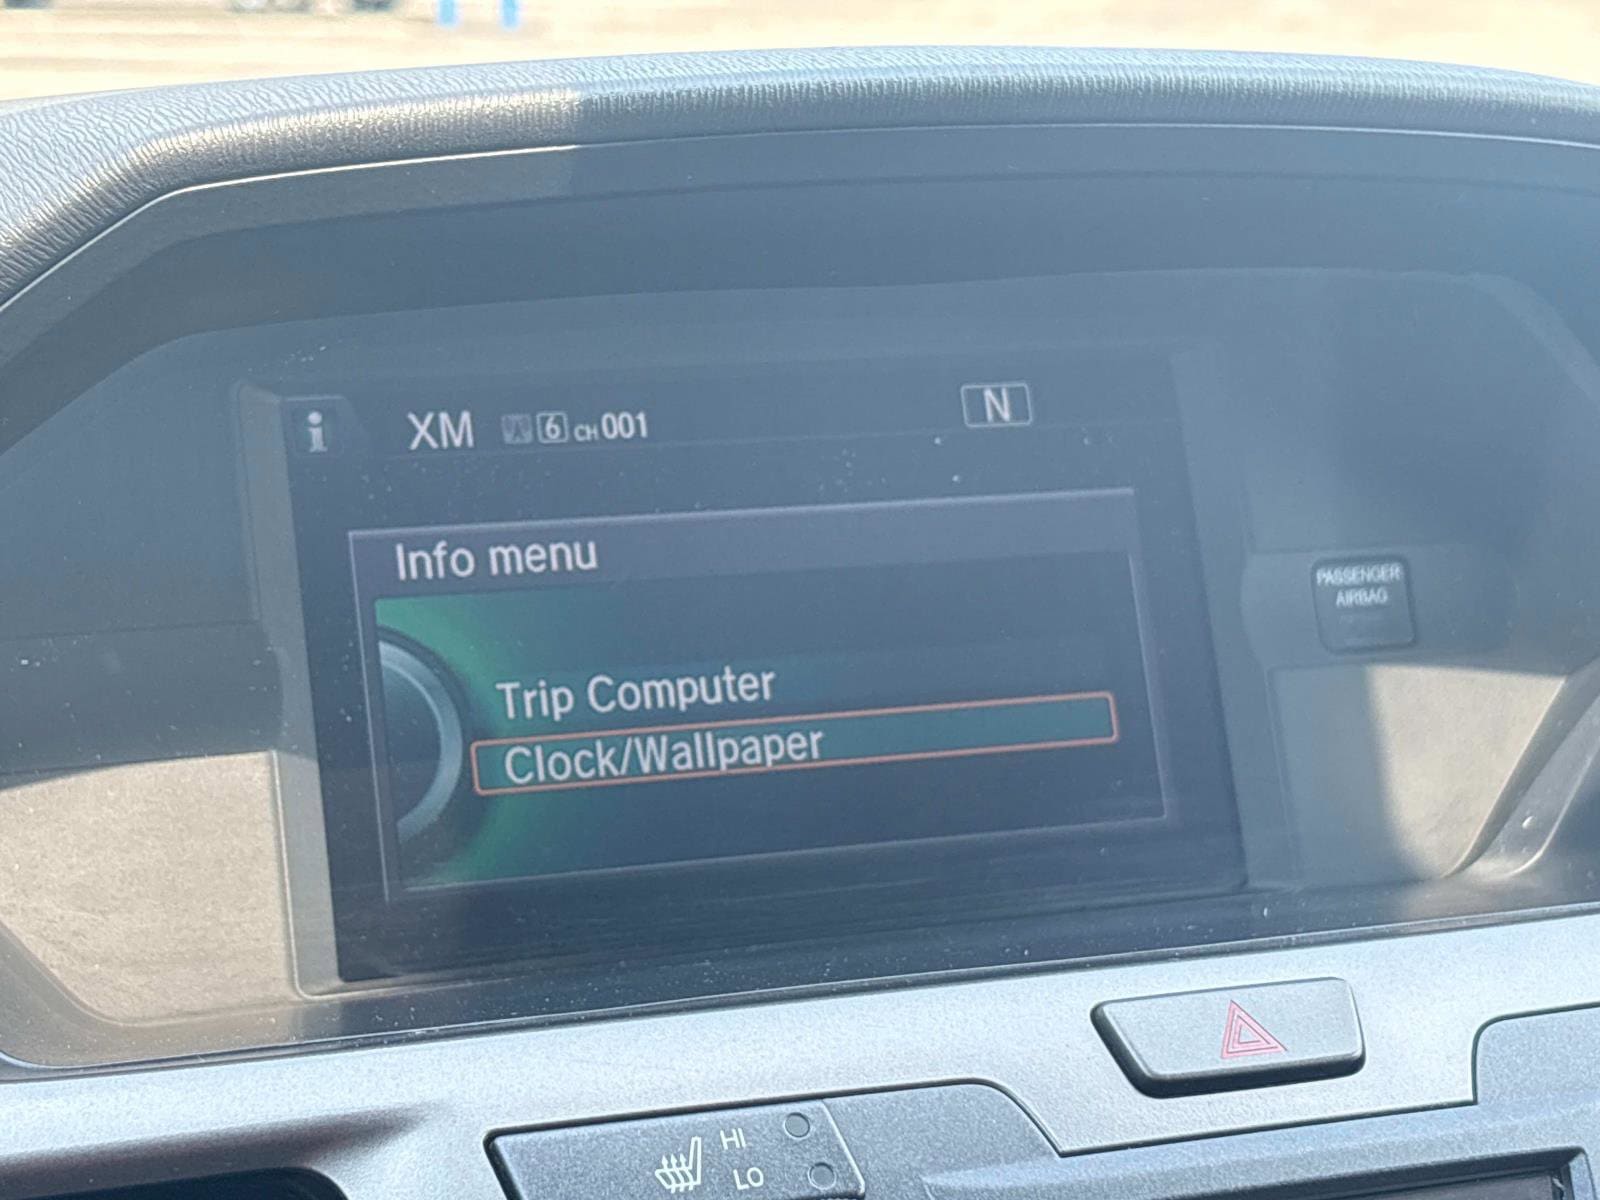 i XM 6 CH 001 N
Info menu
PASSENGER
AIRBAG
Trip Computer
Clock/Wallpaper
HI
LO